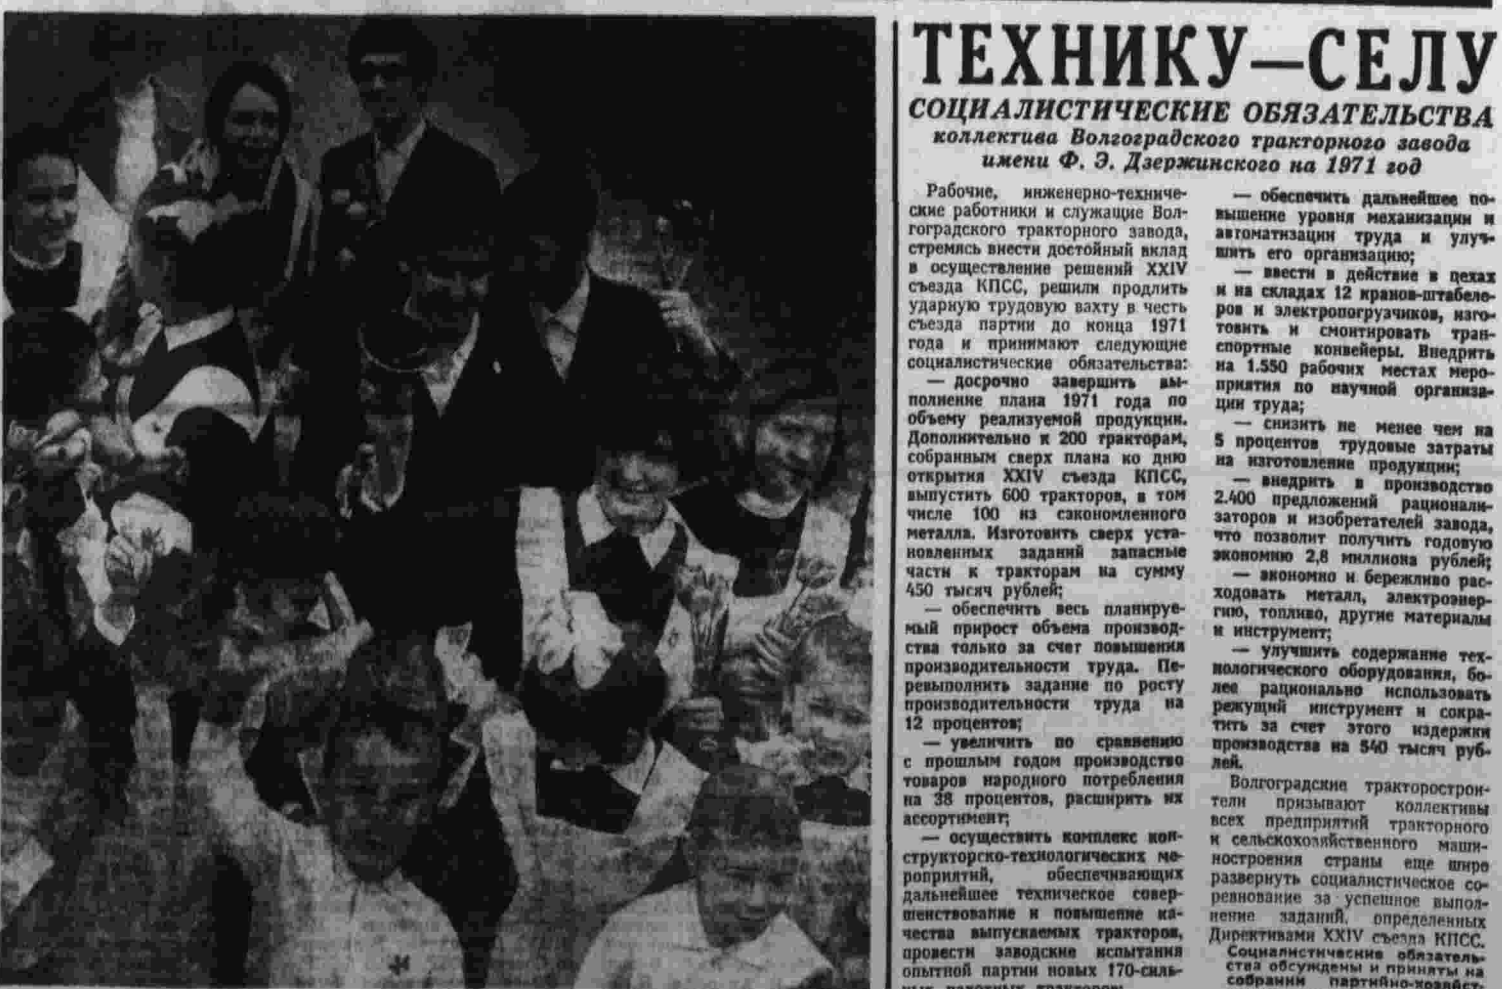 ТЕХНИКУ—СЕЛУ
СОЦИАЛИСТИЧЕСКИЕ ОБЯЗАТЕЛЬСТВА
коллектива Волгоградского тракторного завода
имени Ф. Э. Дзержинского на 1971 год
Рабочие, инженерно-техниче-
ские работники и служащие Вол-
гоградского тракторного завода,
стремясь внести достойный вклад
в осуществление решений XXIV
съезда КПСС, решили продлить
ударную трудовую вахту в честь
съезда партии до конца 1971
года и принимают следующие
социалистические обязательства:
— досрочно завершить вы-
полнение плана 1971 года по
объему реализуемой продукции.
Дополнительно к 200 тракторам,
собранным сверх плана ко дню
открытия XXIV съезда КПСС,
выпустить 600 тракторов, в том
числе 100 из сэкономленного
металла. Изготовить сверх уста-
новленных заданий запасные
части к тракторам на сумму
450 тысяч рублей;
— обеспечить весь планируе-
мый прирост объема производ-
ства только за счет повышения
производительности труда. Пе-
ревыполнить задание по росту
производительности труда на
12 процентов;
— увеличить по сравнению
с прошлым годом производство
товаров народного потребления
на 38 процентов, расширить их
ассортимент;
— осуществить комплекс кон-
структорско-технологических ме-
роприятий, обеспечивающих
дальнейшее техническое совер-
шенствование и повышение ка-
чества выпускаемых тракторов,
провести заводские испытания
опытной партии новых 170-силь-
— обеспечить дальнейшее по-
вышение уровня механизации и
автоматизации труда и улуч-
шить его организацию;
— ввести в действие в цехах
и на складах 12 кранов-штабеле-
ров и электропогрузчиков, изго-
товить и смонтировать тран-
спортные конвейеры. Внедрить
на 1.550 рабочих местах меро-
приятия по научной организа-
ции труда;
— снизить не менее чем на
5 процентов трудовые затраты
на изготовление продукции;
— внедрить в производство
2.400 предложений рационали-
заторов и изобретателей завода,
что позволит получить годовую
экономию 2,8 миллиона рублей;
— экономно и бережливо рас-
ходовать металл, электроэнер-
гию, топливо, другие материалы
и инструмент;
— улучшить содержание тех-
нологического оборудования, бо-
лее рационально использовать
режущий инструмент и сокра-
тить за счет этого издержки
производства на 540 тысяч руб-
лей.
Волгоградские тракторострои-
тели призывают коллективы
всех предприятий тракторного
и сельскохозяйственного маши-
ностроения страны еще шире
развернуть социалистическое со-
ревнование за успешное выпол-
нение заданий, определенных
Директивами XXIV съезда КПСС.
Социалистические обязатель-
ства обсуждены и приняты на
собрании партийно-хозяйст-